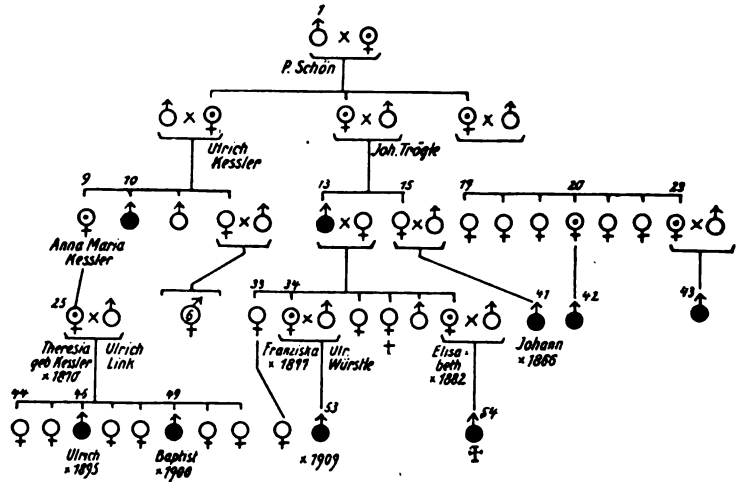 1
P. Schön
Ulrich
Kessler
Joh. Trögle
9 10 13 15 19 20 23
Anna Maria
Kessler
25
6
33 34 41 42 43
Theresia
geb Kessler
×1870
Ulrich
Link
Franziska
×1877
Ulr.
Würstle
Elisa-
beth
×1882
Johann
×1866
44 46 49 53 54
Ulrich
×1895
Baptist
×1900
×1909